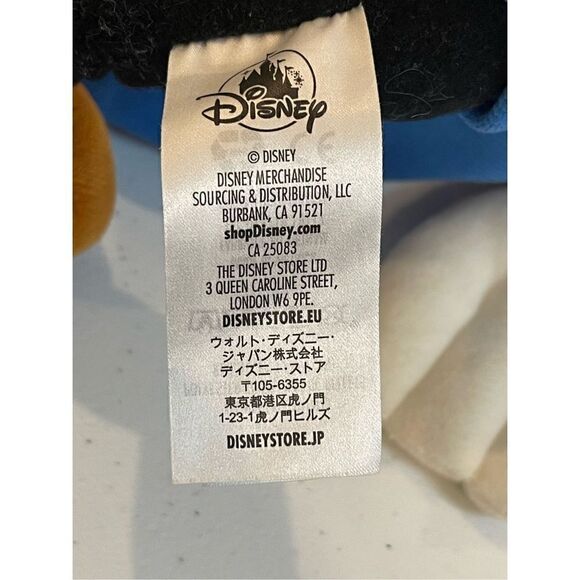 Disney
© DISNEY
DISNEY MERCHANDISE
SOURCING & DISTRIBUTION, LLC
BURBANK, CA 91521
shopDisney.com
CA 25083
THE DISNEY STORE LTD
3 QUEEN CAROLINE STREET,
LONDON W6 9PE.
DISNEYSTORE.EU
ウォルト・ディズニー・
ジャパン株式会社
ディズニー・ストア
〒105-6355
東京都港区虎ノ門
1-23-1虎ノ門ヒルズ
DISNEYSTORE.JP